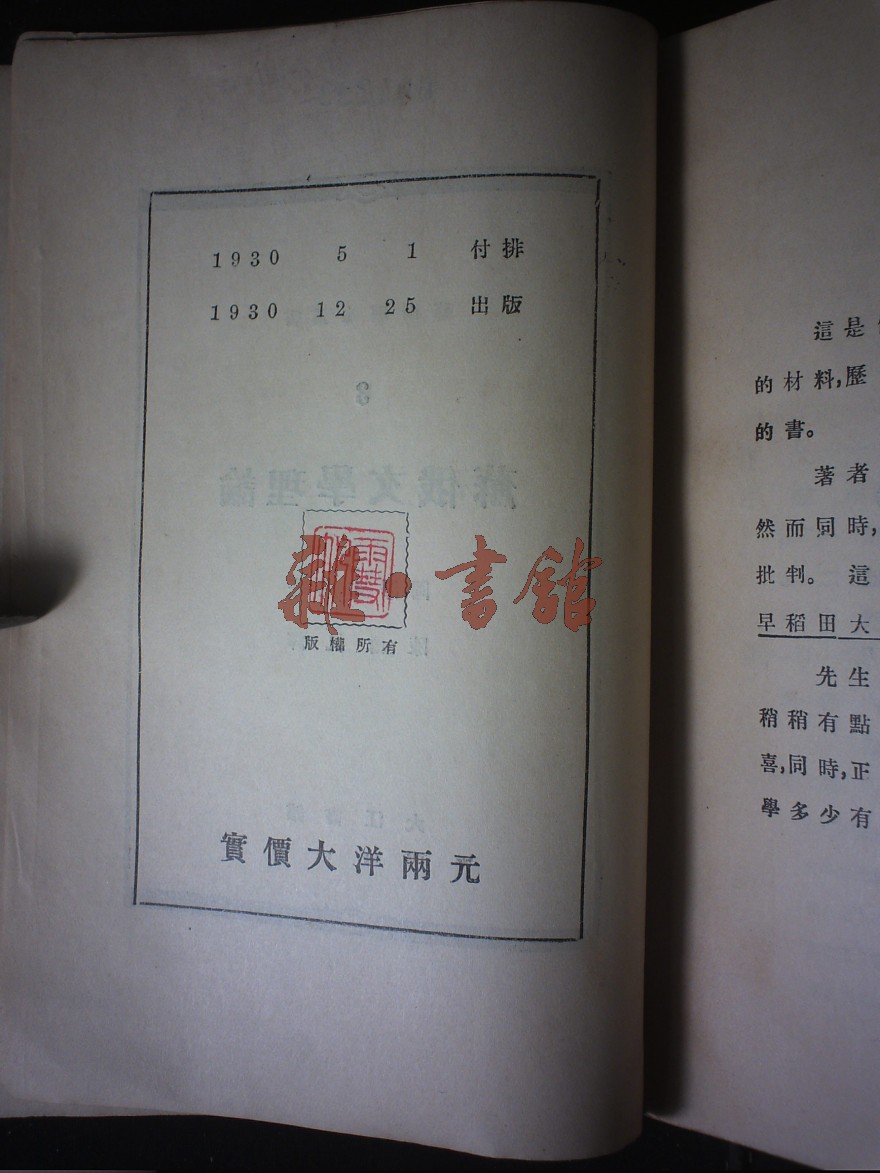 1930 5 1 付排
1930 12 25 出版
蘇俄文學理論
雜·書館
版權所有
實價大洋兩元
這是
的材料,歷
的書。
著者
然而同時,
批判。 這
早稻田大
先生
稍稍有點
喜,同時,正
學多少有